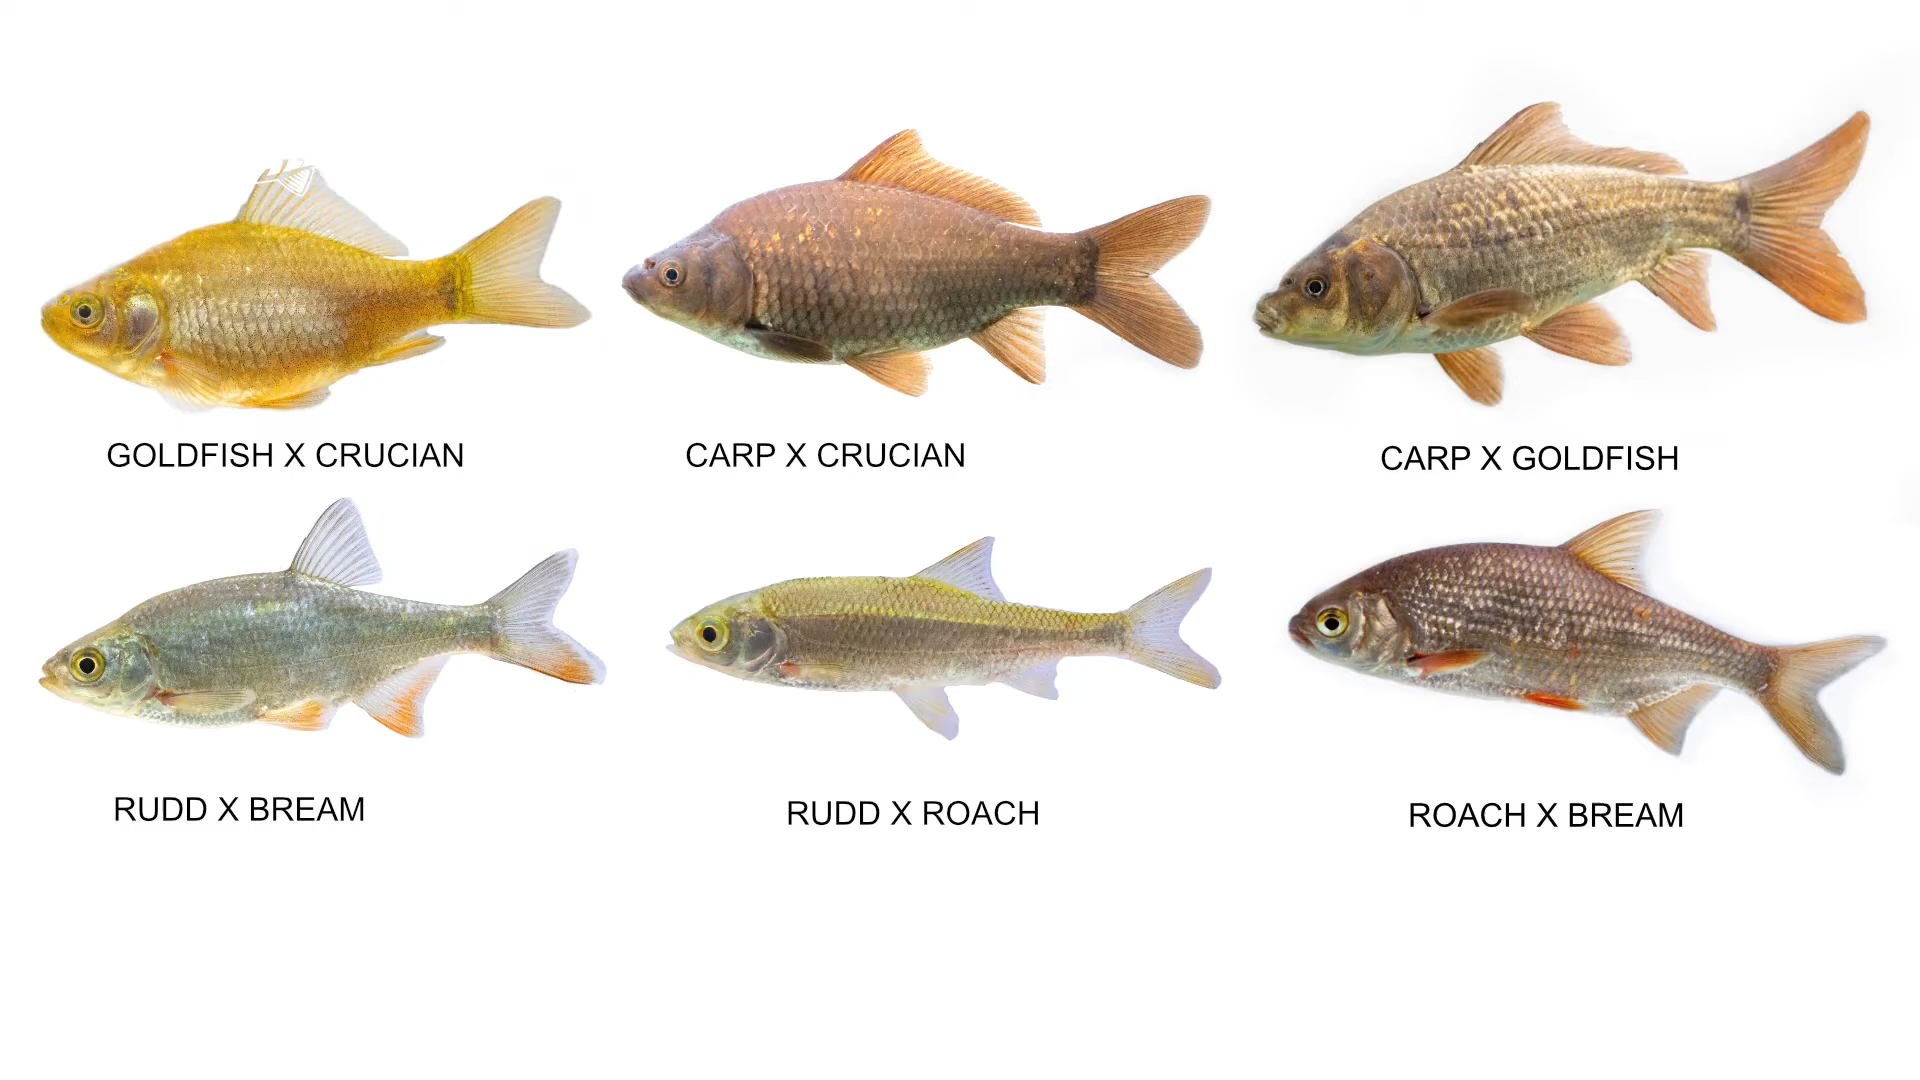 GOLDFISH X CRUCIAN
CARP X CRUCIAN
CARP X GOLDFISH
RUDD X BREAM
RUDD X ROACH
ROACH X BREAM